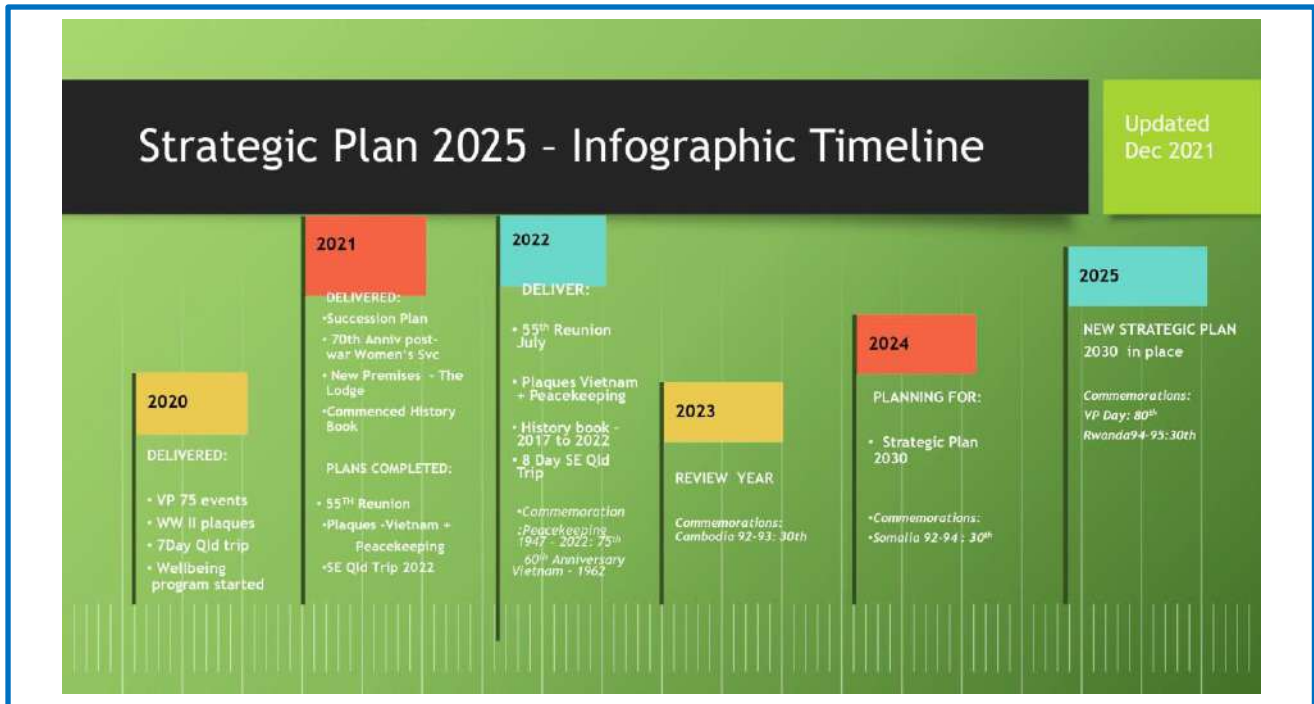 Strategic Plan 2025 – Infographic Timeline
Updated
Dec 2021
2020
DELIVERED:
• VP 75 events
• WW II plaques
• 7Day Qld trip
• Wellbeing
program started
2021
DELIVERED:
•Succession Plan
• 70th Anniv post-
war Women's Svc
• New Premises - The
Lodge
•Commenced History
Book
PLANS COMPLETED:
• 55TH Reunion
•Plaques -Vietnam +
Peacekeeping
•SE Qld Trip 2022
2022
DELIVER:
• 55th Reunion
July
• Plaques Vietnam
+ Peacekeeping
• History book –
2017 to 2022
• 8 Day SE Qld
Trip
•Commemoration
:Peacekeeping
1947 - 2022: 75th
60th Anniversary
Vietnam - 1962
2023
REVIEW YEAR
Commemorations:
Cambodia 92-93: 30th
2024
PLANNING FOR:
• Strategic Plan
2030
•Commemorations:
•Somalia 92-94 : 30th
2025
NEW STRATEGIC PLAN
2030 in place
Commemorations:
VP Day: 80th
Rwanda94-95:30th